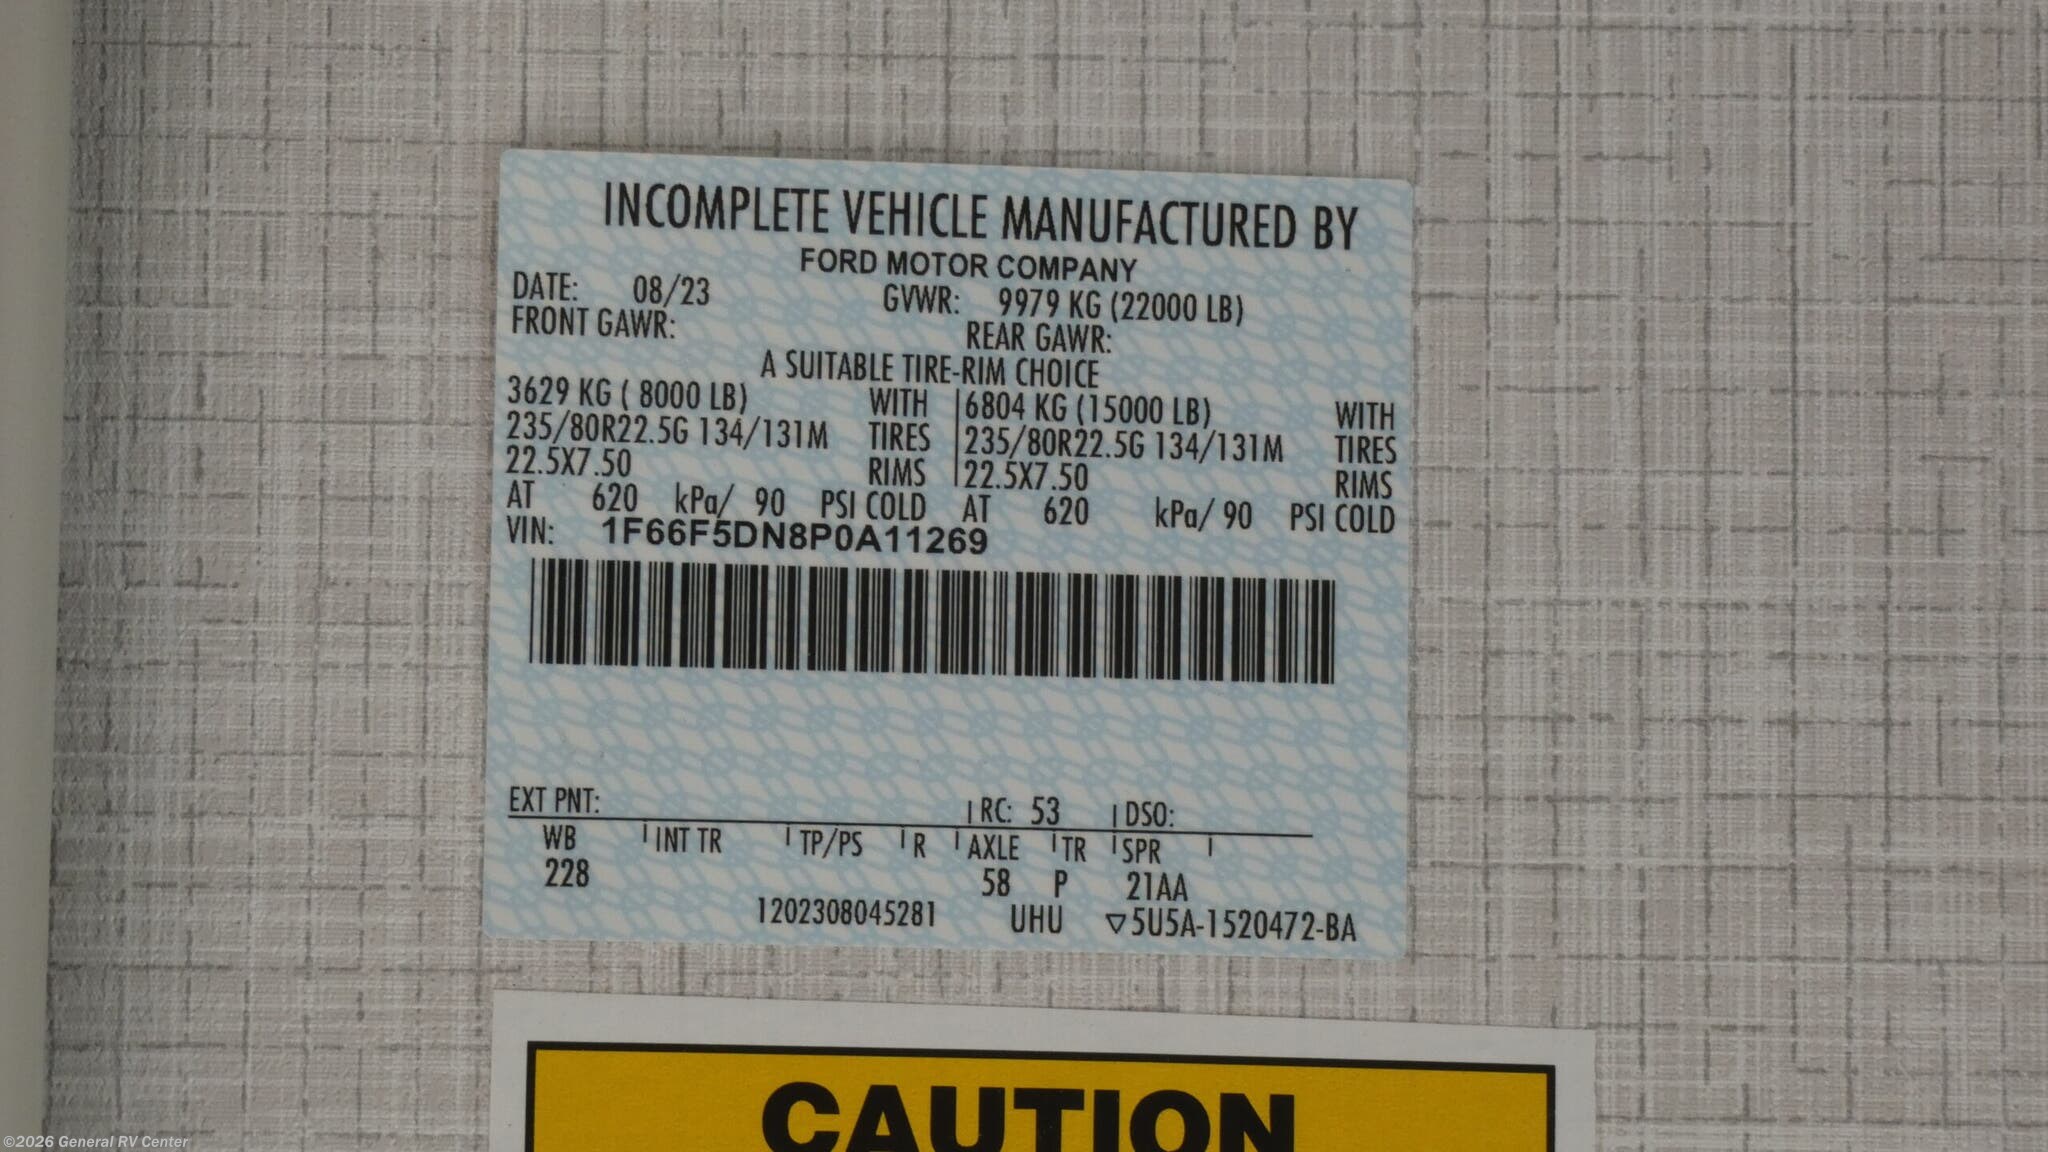 INCOMPLETE VEHICLE MANUFACTURED BY
FORD MOTOR COMPANY
DATE: 08/23 GVWR: 9979 KG (22000 LB)
FRONT GAWR: REAR GAWR:
A SUITABLE TIRE-RIM CHOICE
3629 KG ( 8000 LB) WITH 6804 KG (15000 LB) WITH
235/80R22.5G 134/131M TIRES 235/80R22.5G 134/131M TIRES
22.5X7.50 RIMS 22.5X7.50 RIMS
AT 620 kPa/ 90 PSI COLD AT 620 kPa/ 90 PSI COLD
VIN: 1F66F5DN8P0A11269
EXT PNT: RC: 53 DSO:
WB INT TR TP/PS R AXLE TR SPR
228 58 P 21AA
1202308045281 UHU ▽5U5A-1520472-BA
CAUTION
©2026 General RV Center